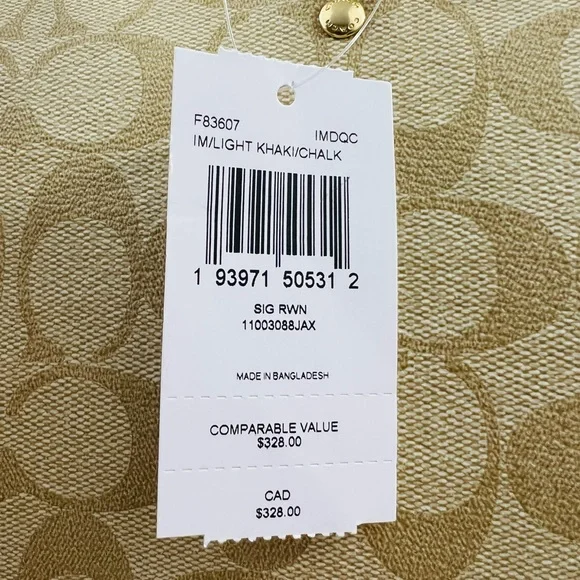 COACH
F83607 IMDQC
IM/LIGHT KHAKI/CHALK
1 93971 50531 2
SIG RWN
11003088JAX
MADE IN BANGLADESH
COMPARABLE VALUE
$328.00
CAD
$328.00